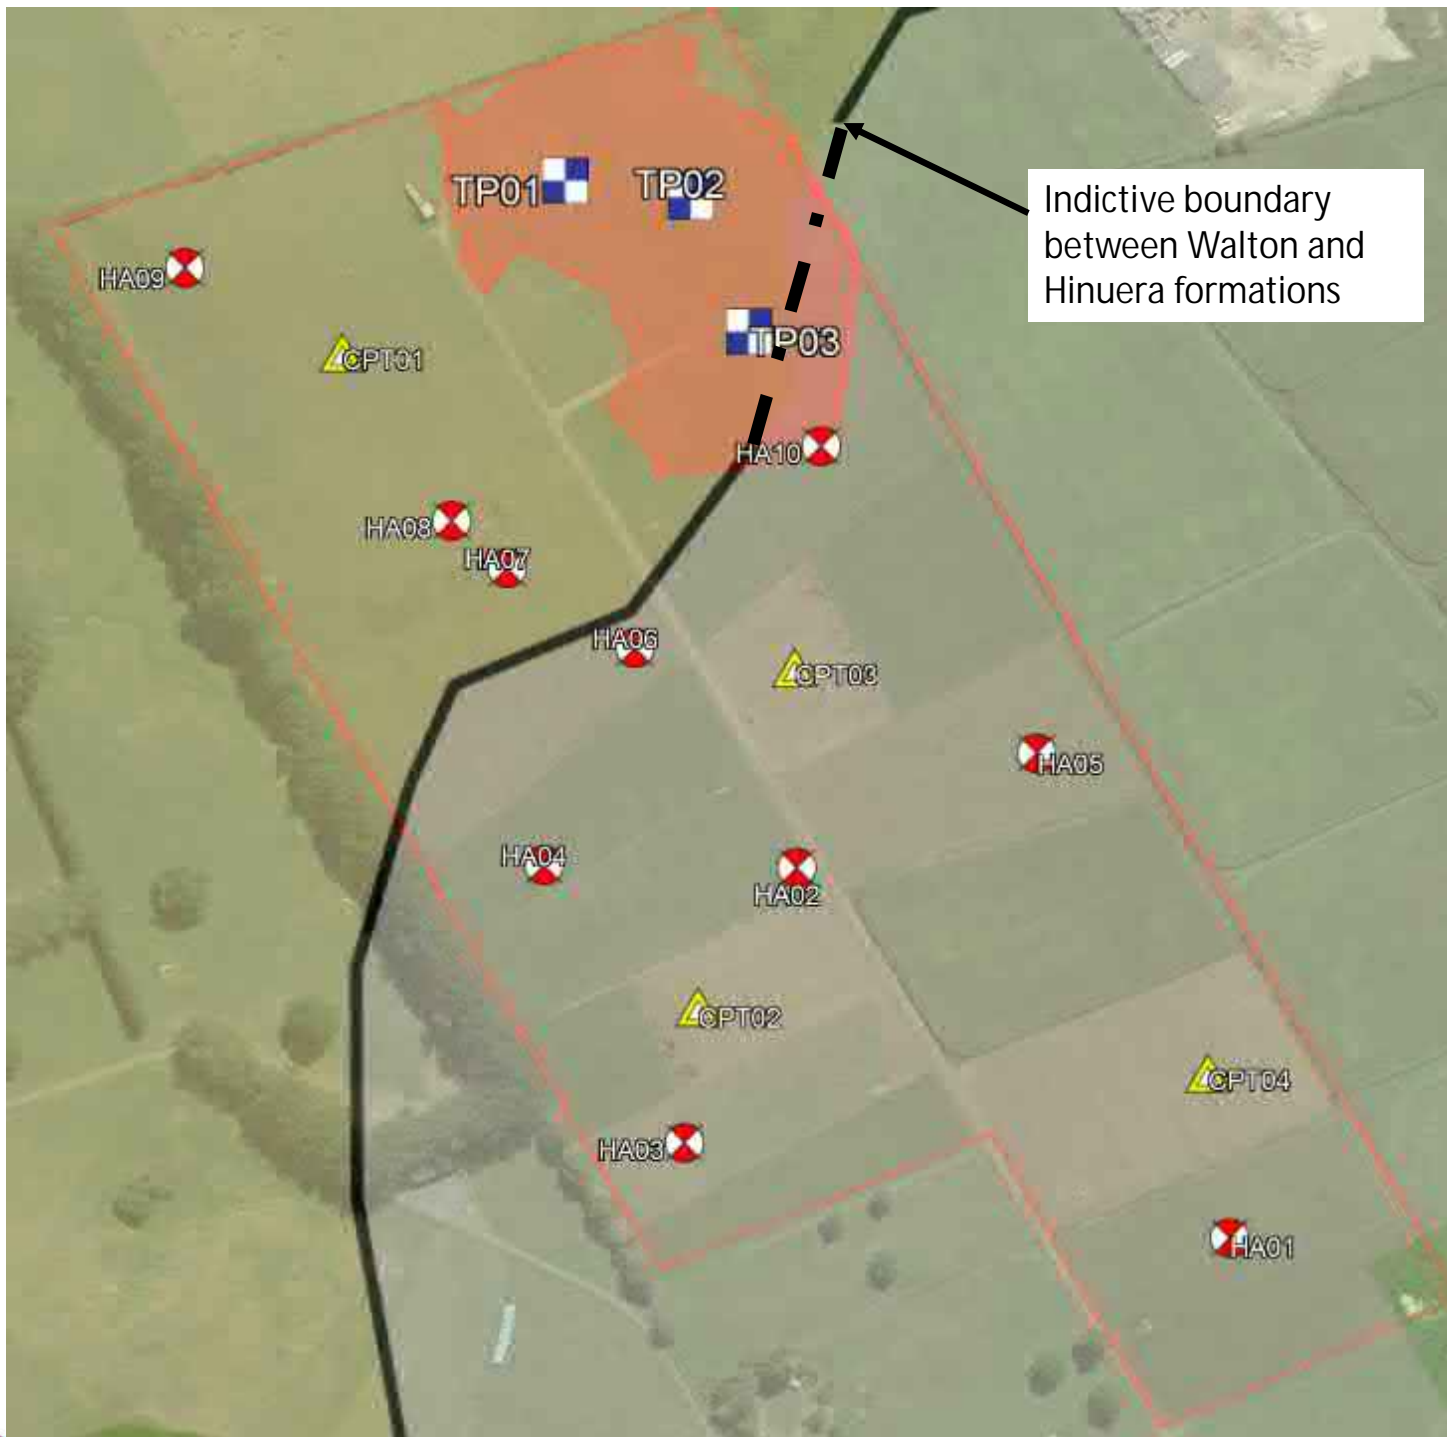 TP01
TP02
Indictive boundary
between Walton and
Hinuera formations
HA09
TP03
CPT01
HA10
HA08
HA07
HA06
CPT03
HA05
HA04
HA02
CPT02
CPT04
HA03
HA01